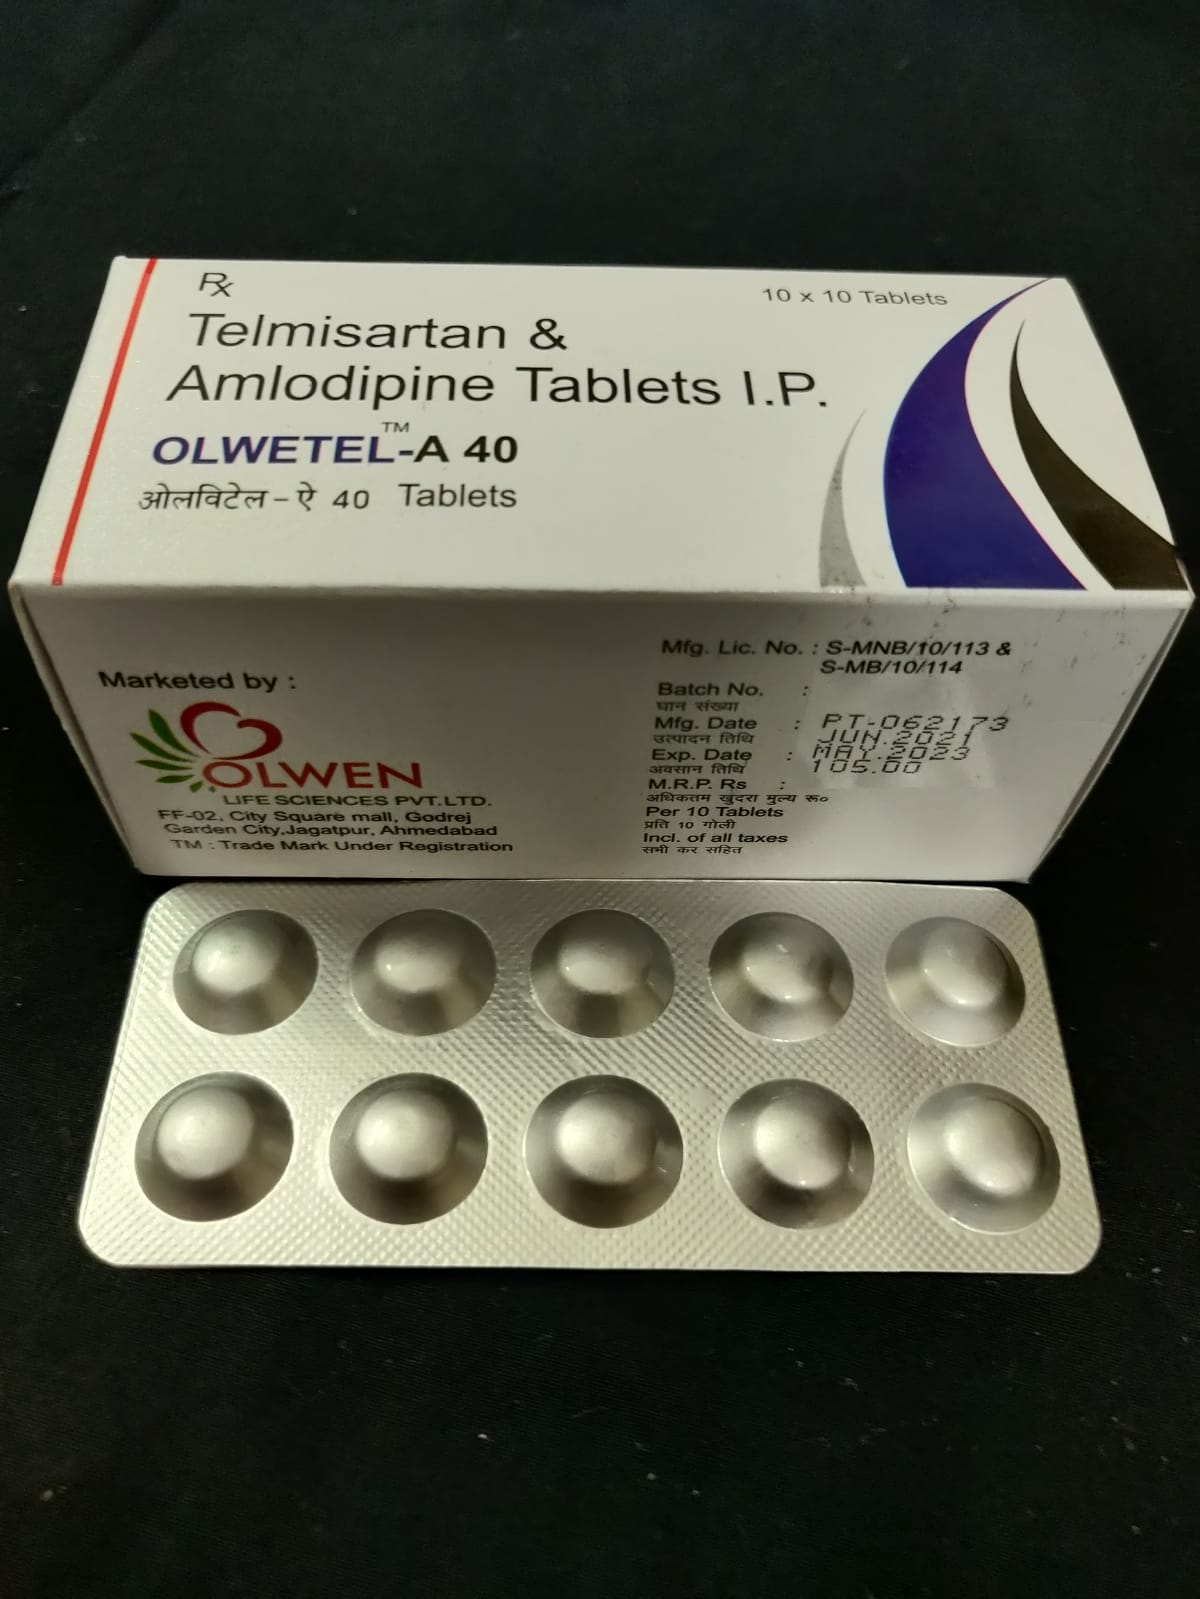 Rx
10 x 10 Tablets
Telmisartan &
Amlodipine Tablets I.P.
OLWETEL™-A 40
ओलविटेल-ऐ 40 Tablets
Marketed by :
OLWEN
LIFE SCIENCES PVT.LTD.
FF-02, City Square mall, Godrej
Garden City,Jagatpur, Ahmedabad
TM : Trade Mark Under Registration
Mfg. Lic. No. : S-MNB/10/113 &
S-MB/10/114
Batch No. :
घान संख्या
PT-062173
Mfg. Date :
उत्पादन तिथि
JUN.2021
Exp. Date :
अवसान तिथि
MAY.2023
M.R.P. Rs :
105.00
अधिकतम खुदरा मुल्य रू०
Per 10 Tablets
प्रति 10 गोली
Incl. of all taxes
सभी कर सहित